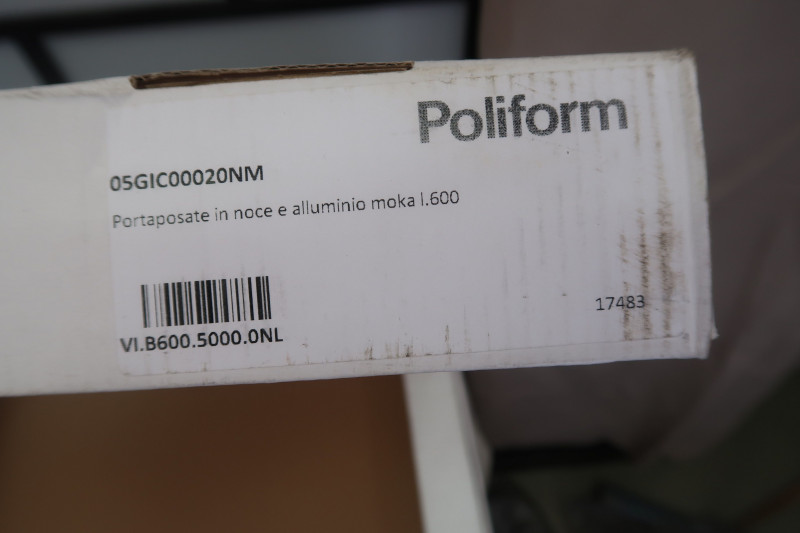 Poliform
05GIC00020NM
Portaposate in noce e alluminio moka l.600
VI.B600.5000.0NL
17483